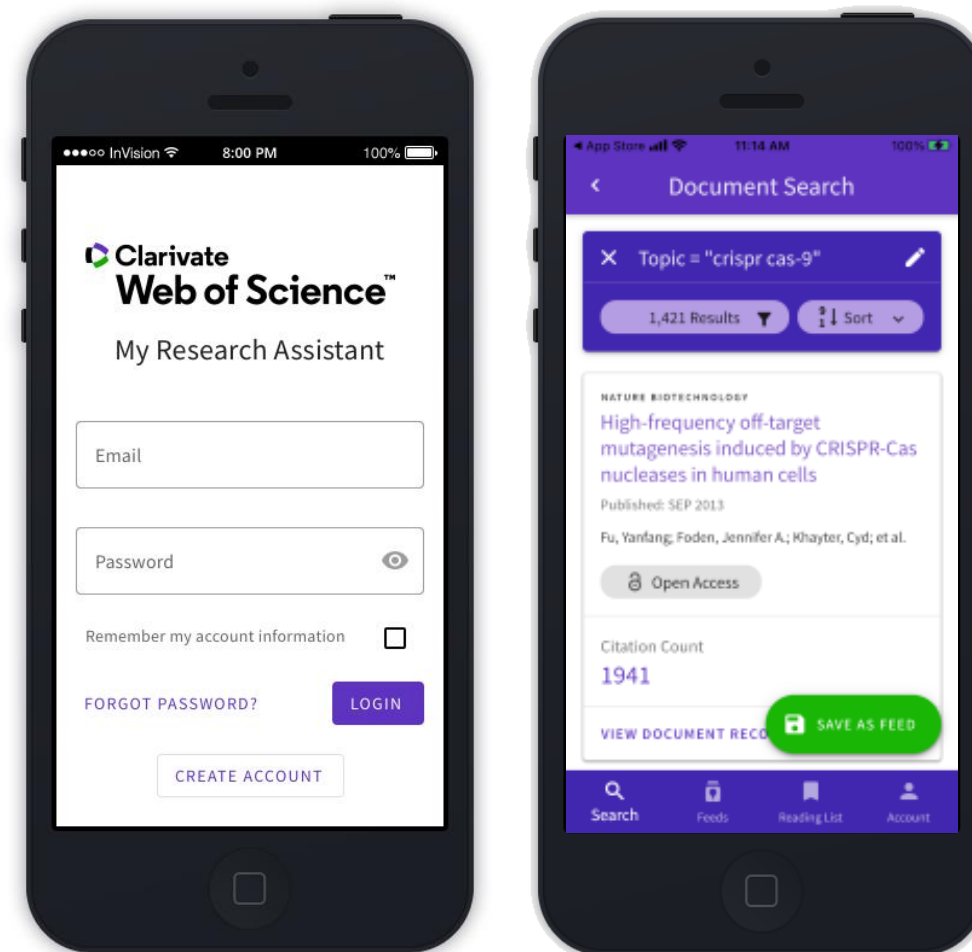 InVision 8:00 PM 100%
Clarivate
Web of Science™
My Research Assistant
Email
Password
Remember my account information
FORGOT PASSWORD? LOGIN
CREATE ACCOUNT
App Store 11:14 AM 100%
Document Search
Topic = "crispr cas-9"
1,421 Results Sort
NATURE BIOTECHNOLOGY
High-frequency off-target
mutagenesis induced by CRISPR-Cas
nucleases in human cells
Published: SEP 2013
Fu, Yanfang; Foden, Jennifer A.; Khayter, Cyd; et al.
Open Access
Citation Count
1941
VIEW DOCUMENT RECO
SAVE AS FEED
Search Feeds Reading List Account